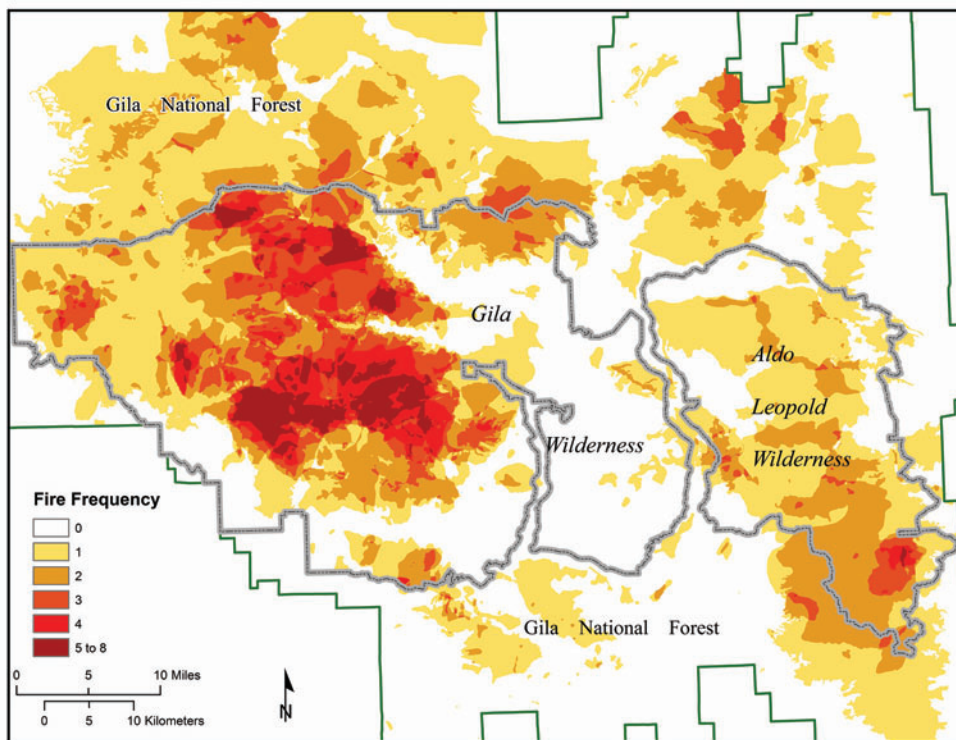 Gila National Forest
Gila
Aldo
Leopold
Wilderness
Wilderness
Gila National Forest
Fire Frequency
0
1
2
3
4
5 to 8
0 5 10 Miles
0 5 10 Kilometers
N